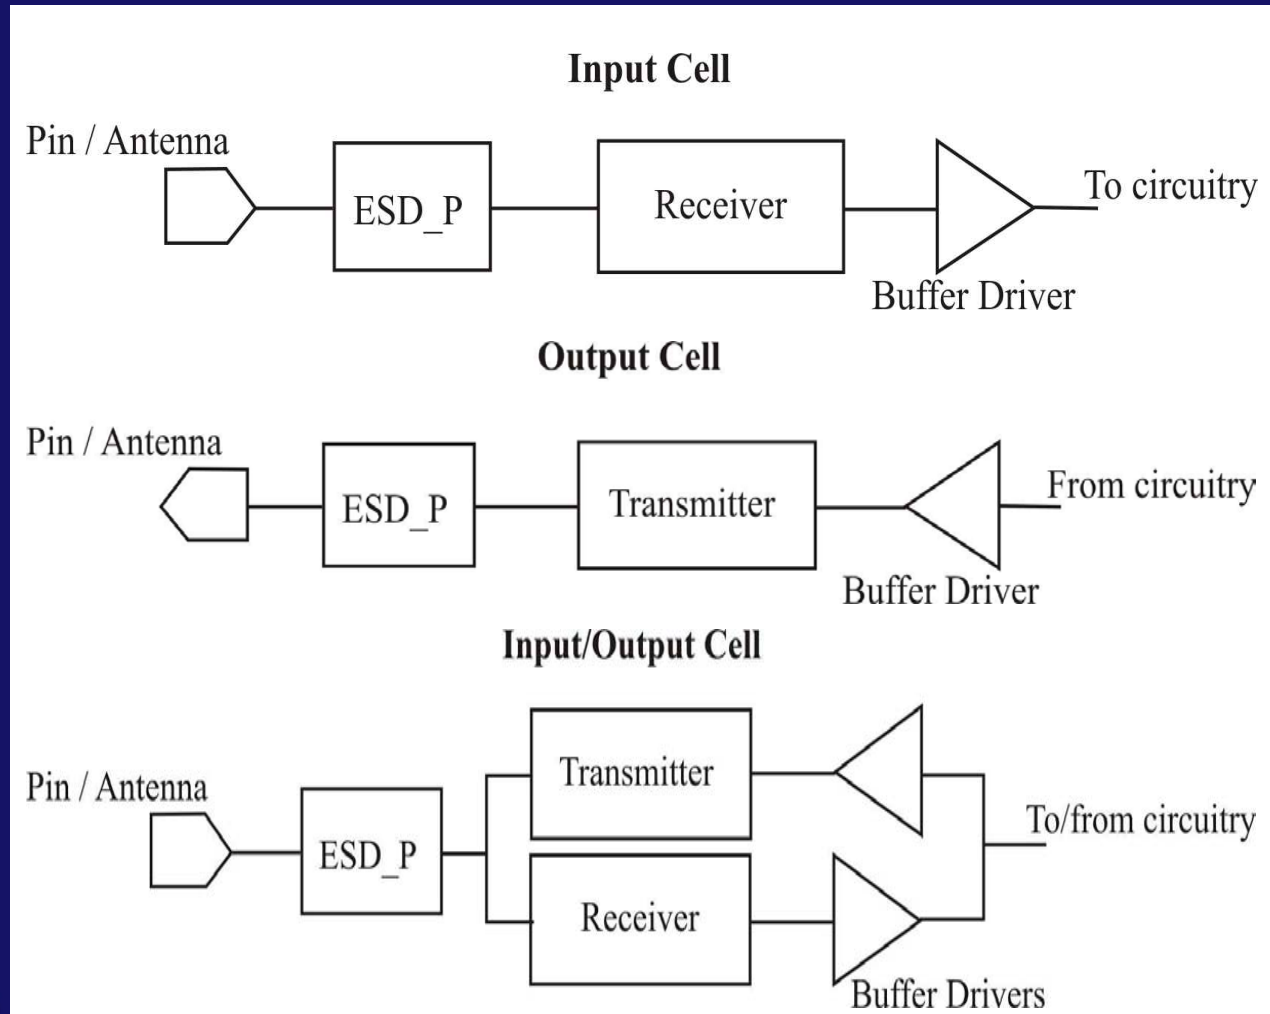 Input Cell
Pin / Antenna
ESD_P
Receiver
To circuitry
Buffer Driver
Output Cell
Pin / Antenna
ESD_P
Transmitter
From circuitry
Buffer Driver
Input/Output Cell
Pin / Antenna
ESD_P
Transmitter
Receiver
To/from circuitry
Buffer Drivers